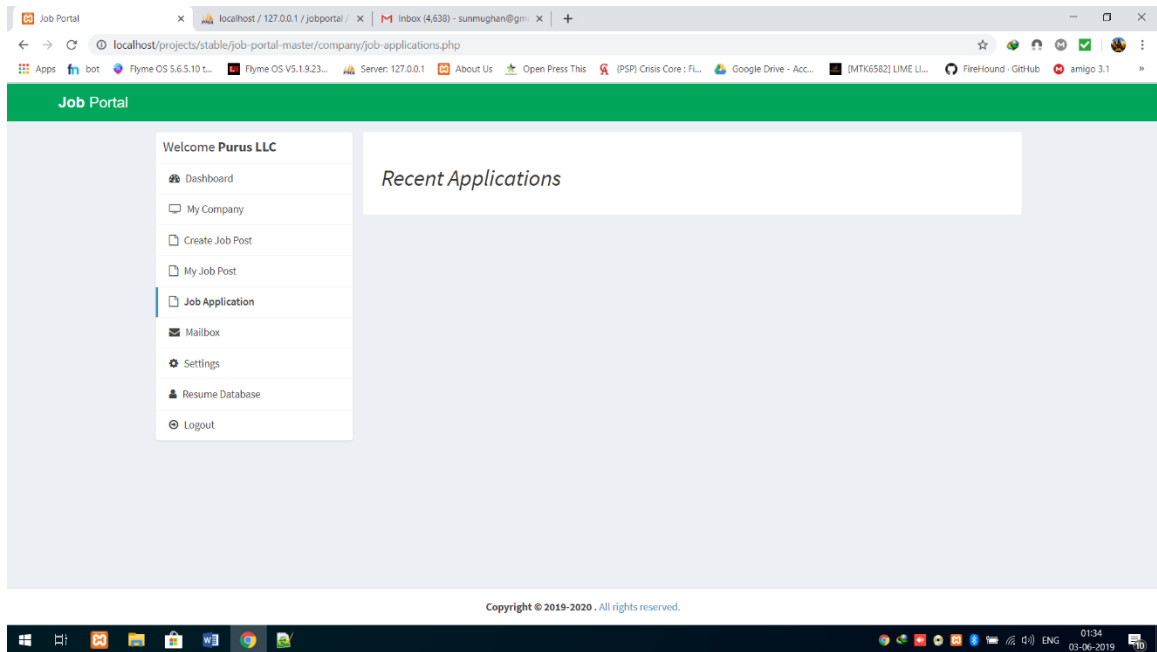 Job Portal
localhost / 127.0.0.1 / jobportal /
Inbox (4,638) - sunmughan@gm
localhost/projects/stable/job-portal-master/company/job-applications.php
Apps
bot
Flyme OS 5.6.5.10 t...
Flyme OS V5.1.9.23...
Server: 127.0.0.1
About Us
Open Press This
(PSP) Crisis Core : Fi...
Google Drive - Acc...
[MTK6582] LIME LI...
FireHound · GitHub
amigo 3.1
»
Job Portal
Welcome Purus LLC
Dashboard
My Company
Create Job Post
My Job Post
Job Application
Mailbox
Settings
Resume Database
Logout
Recent Applications
Copyright © 2019-2020 . All rights reserved.
ENG
01:34
03-06-2019
10